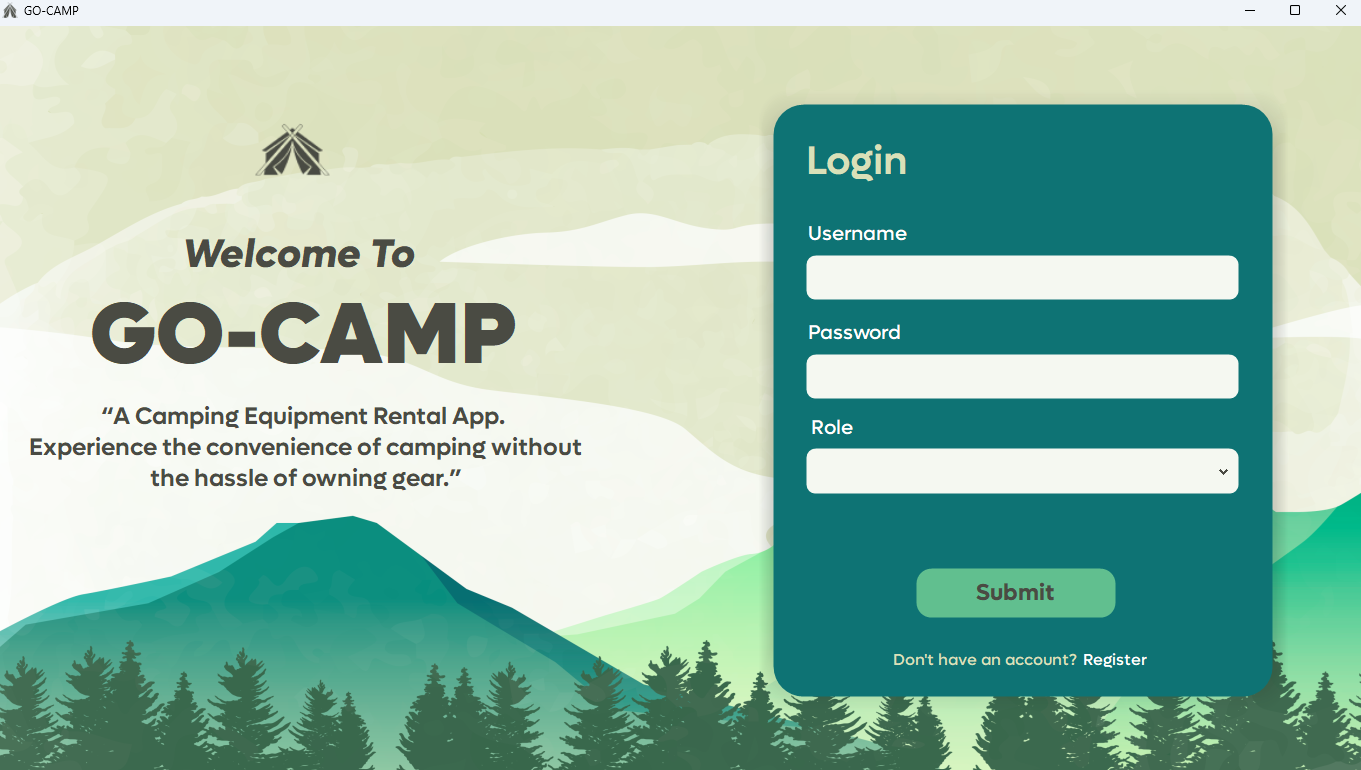 GO-CAMP
Welcome To
GO-CAMP
“A Camping Equipment Rental App.
Experience the convenience of camping without
the hassle of owning gear.”
Login
Username
Password
Role
Submit
Don't have an account? Register